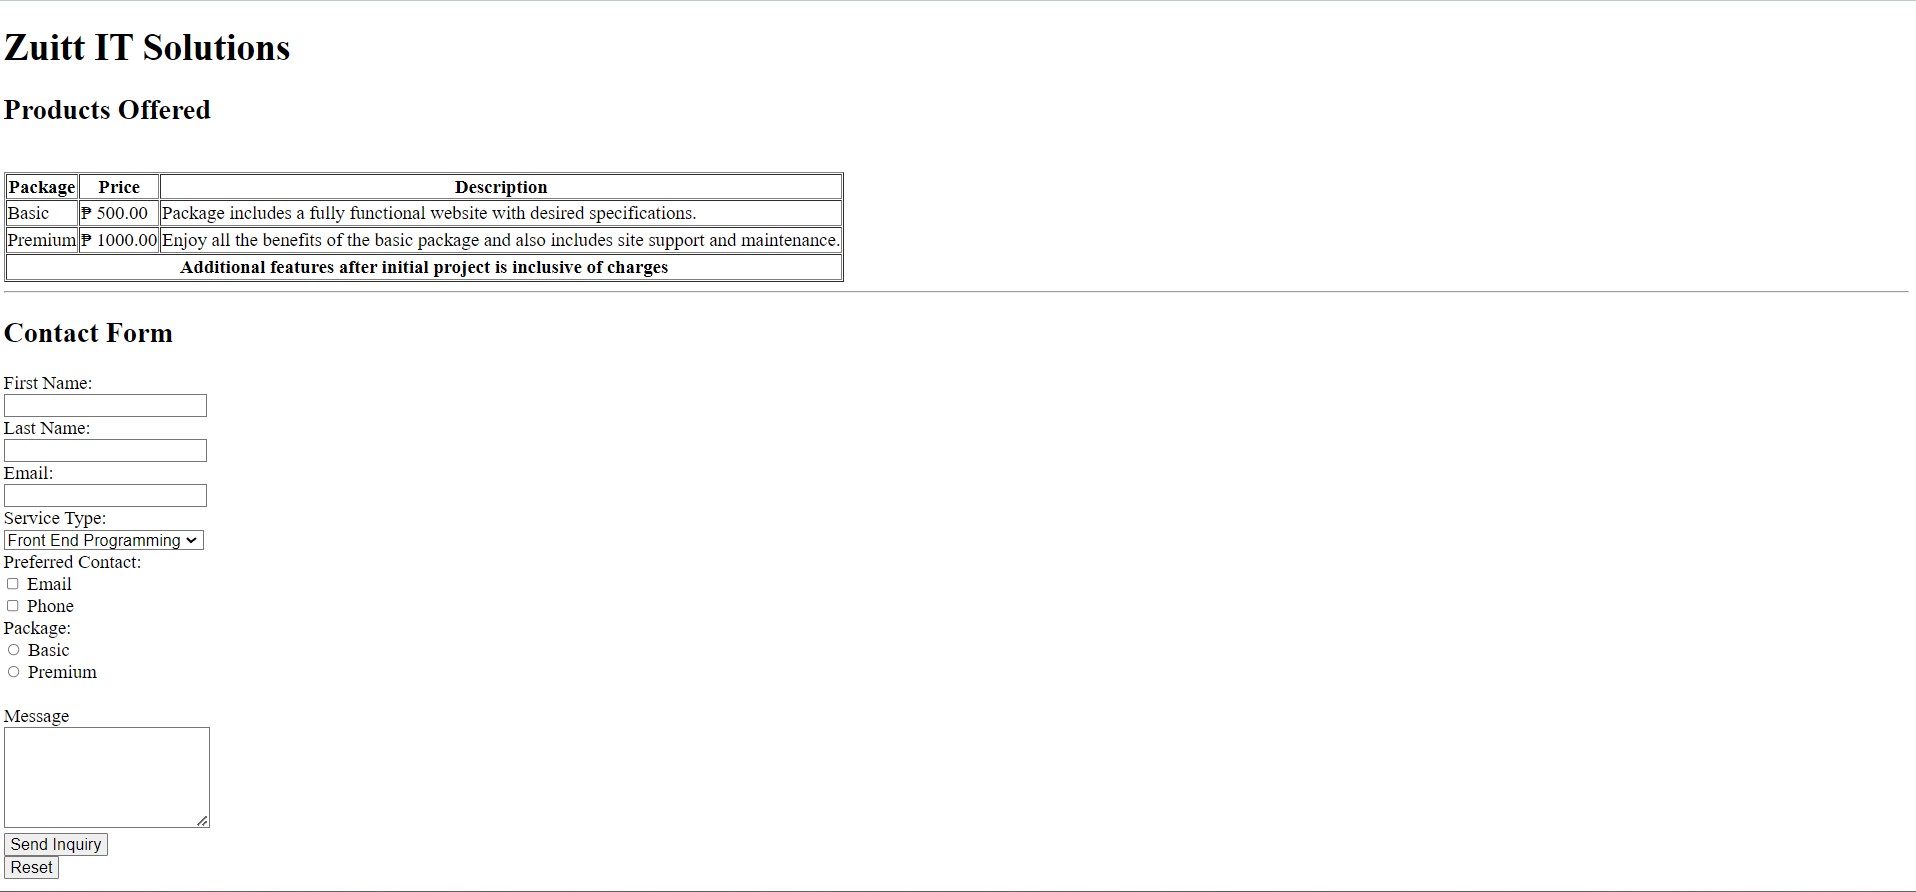 Zuitt IT Solutions
Products Offered
Package Price Description
Basic ₱ 500.00 Package includes a fully functional website with desired specifications.
Premium ₱ 1000.00 Enjoy all the benefits of the basic package and also includes site support and maintenance.
Additional features after initial project is inclusive of charges
Contact Form
First Name:
Last Name:
Email:
Service Type:
Front End Programming
Preferred Contact:
Email
Phone
Package:
Basic
Premium
Message
Send Inquiry
Reset